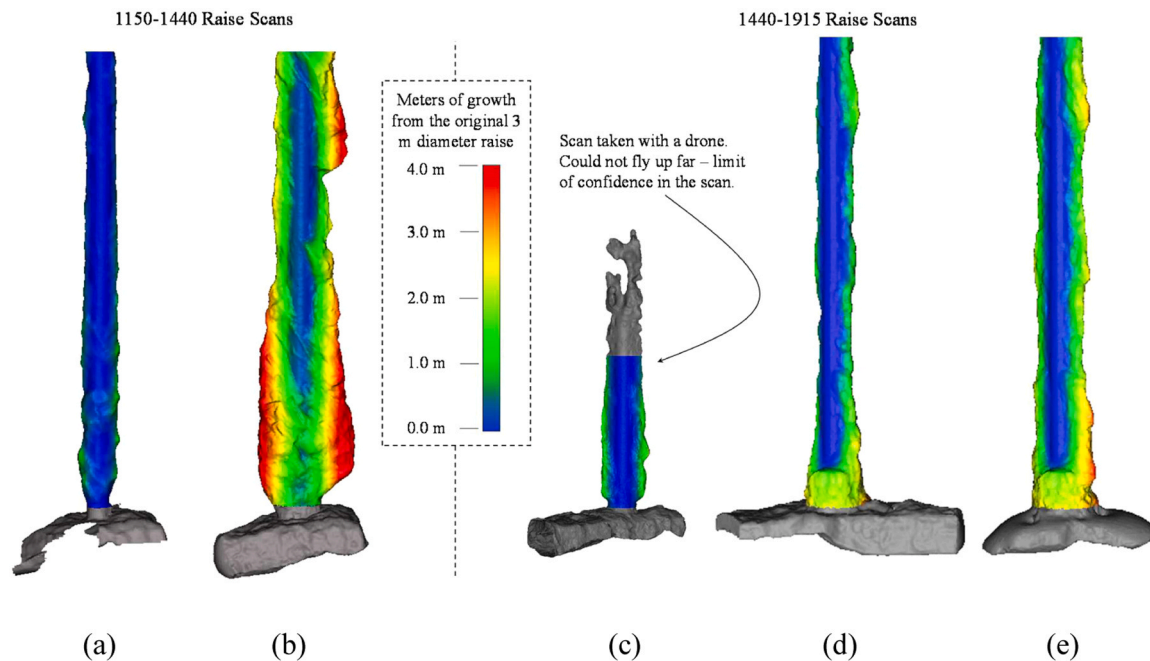 1150-1440 Raise Scans
1440-1915 Raise Scans
Meters of growth
from the original 3
m diameter raise
4.0 m
3.0 m
2.0 m
1.0 m
0.0 m
Scan taken with a drone.
Could not fly up far – limit
of confidence in the scan.
(a)
(b)
(c)
(d)
(e)